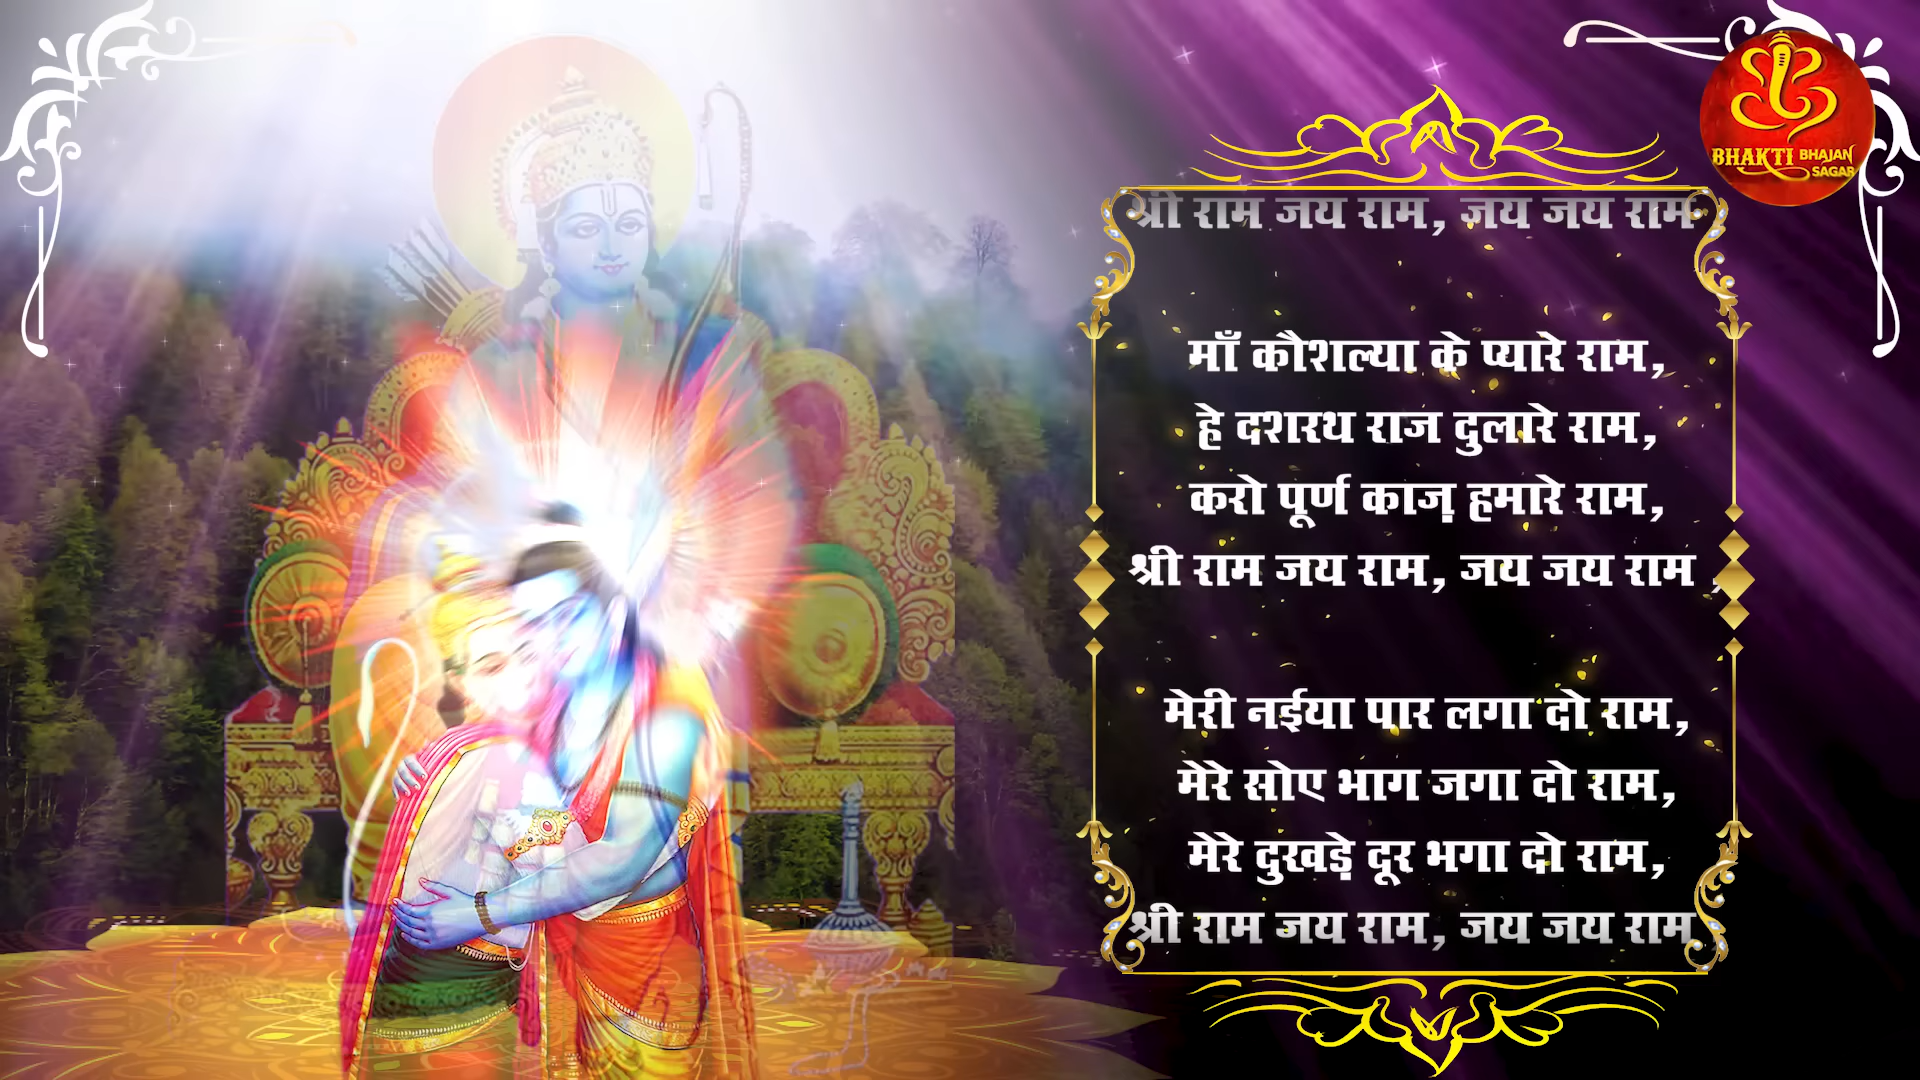 BHAKTI BHAJAN SAGAR
श्री राम जय राम, जय जय राम
माँ कौशल्या के प्यारे राम,
हे दशरथ राज दुलारे राम,
करो पूर्ण काज़ हमारे राम,
श्री राम जय राम, जय जय राम ,
मेरी नईया पार लगा दो राम,
मेरे सोए भाग जगा दो राम,
मेरे दुखड़े दूर भगा दो राम,
श्री राम जय राम, जय जय राम ,